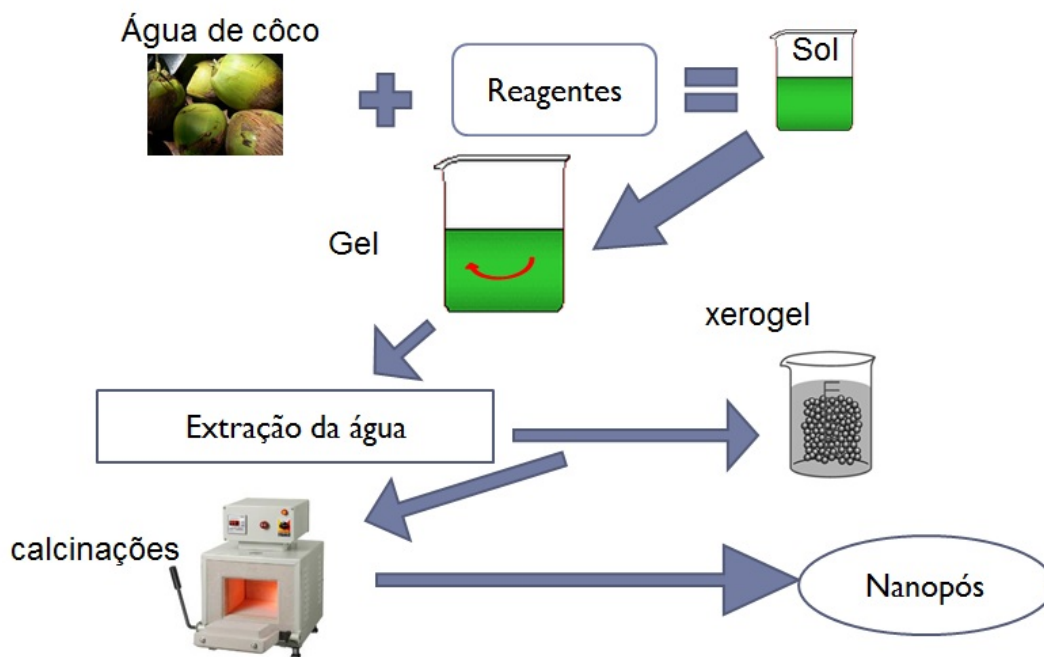 Água de côco
Reagentes
Sol
Gel
xerogel
Extração da água
calcinações
Nanopós